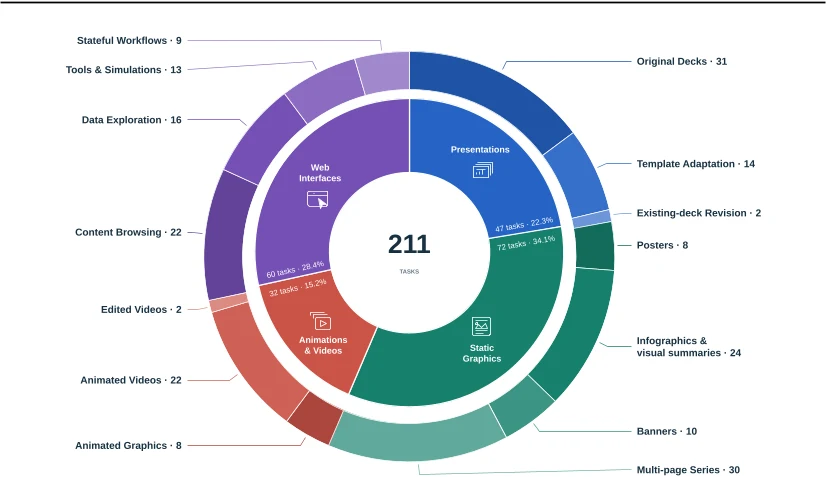 Stateful Workflows · 9
Tools & Simulations · 13
Data Exploration · 16
Content Browsing · 22
Edited Videos · 2
Animated Videos · 22
Animated Graphics · 8
Web
Interfaces
60 tasks · 28.4%
32 tasks · 15.2%
Animations
& Videos
211
TASKS
Presentations
47 tasks · 22.3%
72 tasks · 34.1%
Static
Graphics
Original Decks · 31
Template Adaptation · 14
Existing-deck Revision · 2
Posters · 8
Infographics &
visual summaries · 24
Banners · 10
Multi-page Series · 30